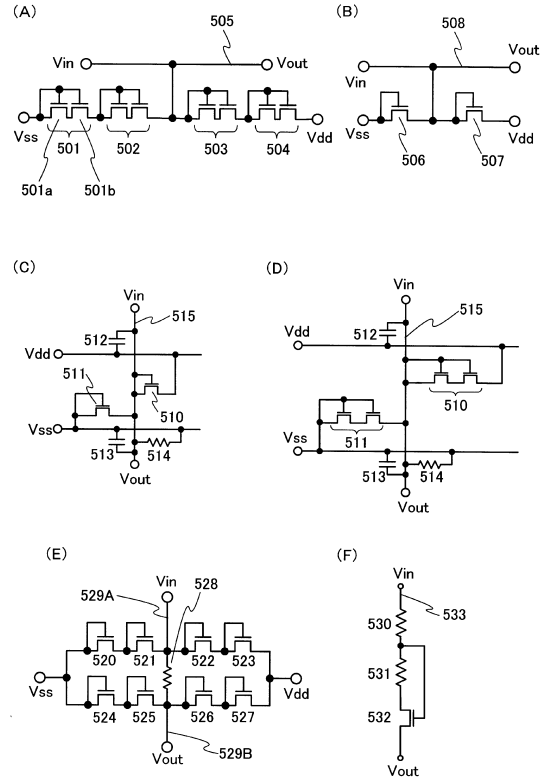 (A)
505
Vin
Vout
Vss
501
502
503
504
Vdd
501a
501b
(B)
508
Vout
Vin
Vss
506
507
Vdd
(C)
Vin
515
512
Vdd
511
510
Vss
513
514
Vout
(D)
Vin
515
512
Vdd
510
511
Vss
513
514
Vout
(E)
Vin
528
529A
520
521
522
523
Vss
Vdd
524
525
526
527
Vout
529B
(F)
Vin
533
530
531
532
Vout